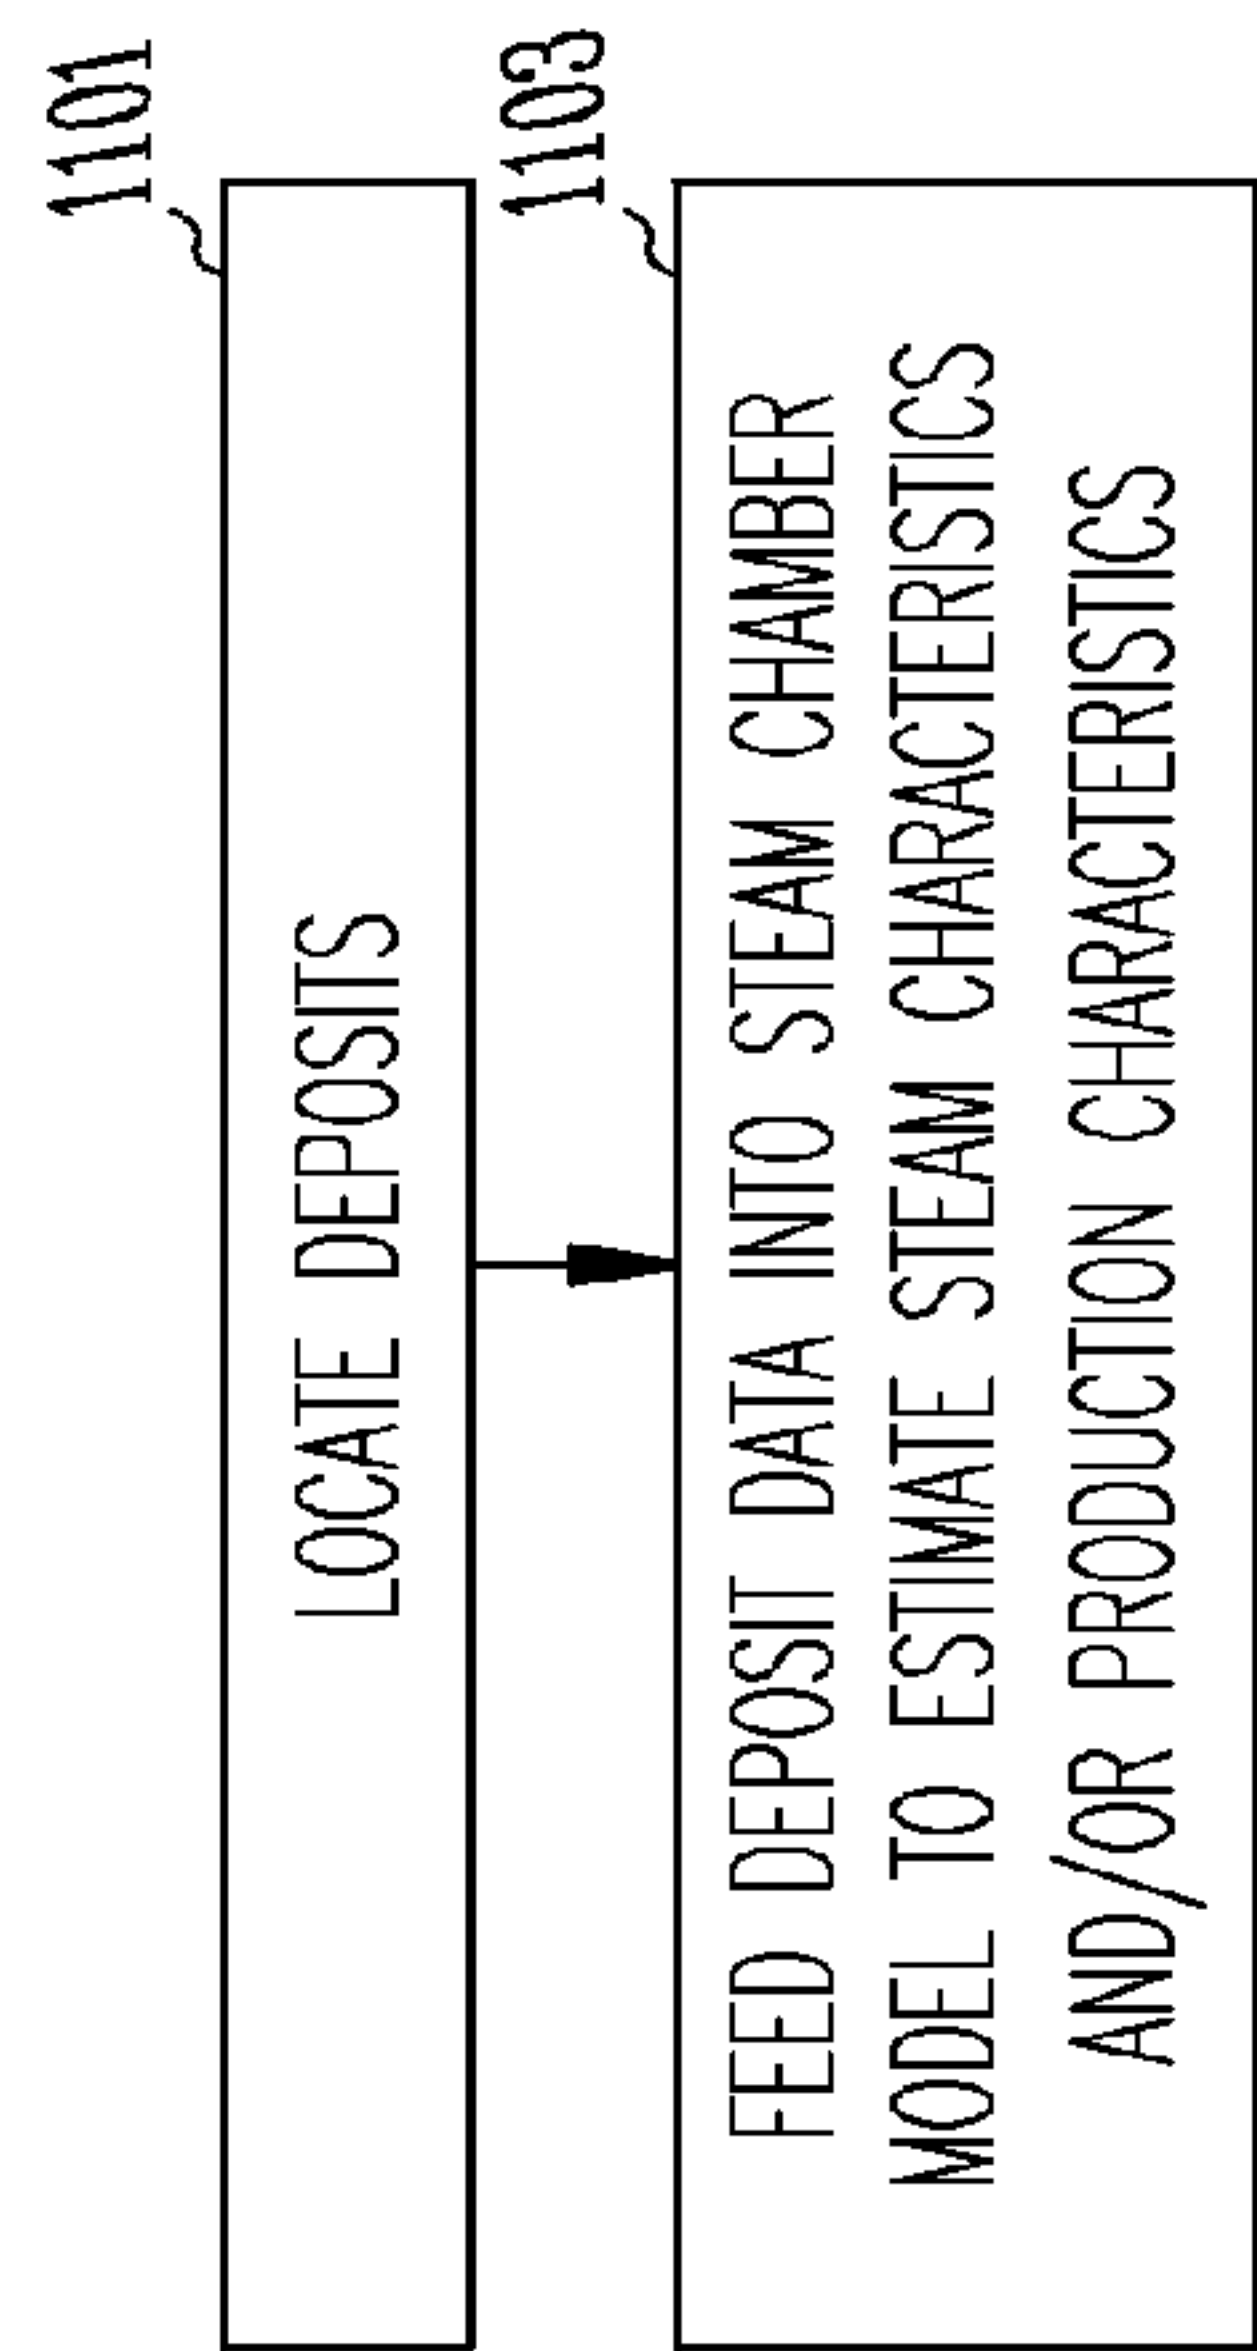 1101
LOCATE DEPOSITS
1103
FEED DEPOSIT DATA INTO STEAM CHAMBER
MODEL TO ESTIMATE STEAM CHARACTERISTICS
AND/OR PRODUCTION CHARACTERISTICS